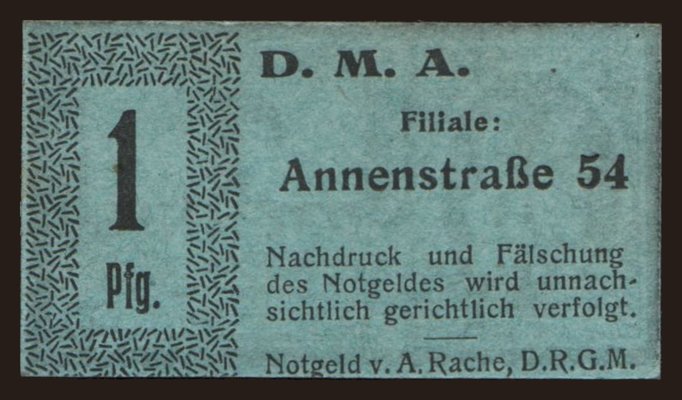 1
Pfg.
D. M. A.
Filiale:
Annenstraße 54
Nachdruck und Fälschung
des Notgeldes wird unnach-
sichtlich gerichtlich verfolgt.
Notgeld v. A. Rache, D.R.G.M.